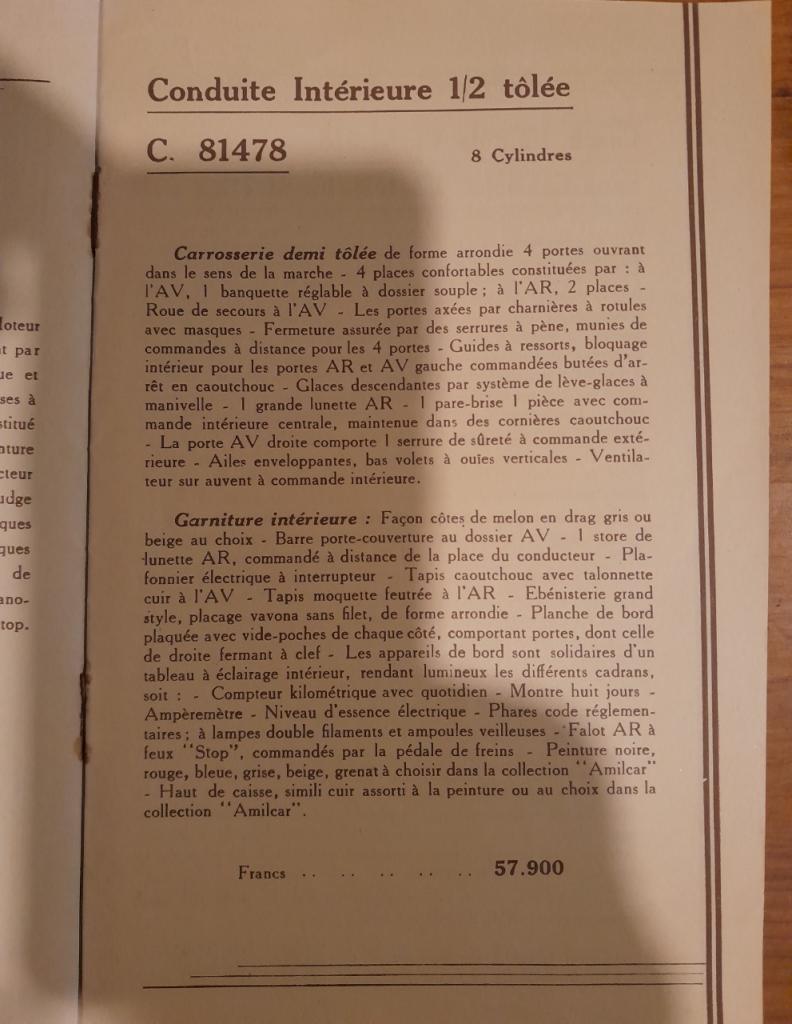 Conduite Intérieure 1/2 tôlée
C. 81478
8 Cylindres
Carrosserie demi tôlée de forme arrondie 4 portes ouvrant
dans le sens de la marche - 4 places confortables constituées par : à
l'AV, 1 banquette réglable à dossier souple ; à l'AR, 2 places -
Roue de secours à l'AV - Les portes axées par charnières à rotules
avec masques - Fermeture assurée par des serrures à pène, munies de
commandes à distance pour les 4 portes - Guides à ressorts, bloquage
intérieur pour les portes AR et AV gauche commandées butées d'ar-
rêt en caoutchouc - Glaces descendantes par système de lève-glaces à
manivelle - 1 grande lunette AR - 1 pare-brise 1 pièce avec com-
mande intérieure centrale, maintenue dans des cornières caoutchouc
- La porte AV droite comporte 1 serrure de sûreté à commande exté-
rieure - Ailes enveloppantes, bas volets à ouïes verticales - Ventila-
teur sur auvent à commande intérieure.
Garniture intérieure : Façon côtes de melon en drag gris ou
beige au choix - Barre porte-couverture au dossier AV - 1 store de
lunette AR, commandé à distance de la place du conducteur - Pla-
fonnier électrique à interrupteur - Tapis caoutchouc avec talonnette
cuir à l'AV - Tapis moquette feutrée à l'AR - Ebénisterie grand
style, placage vavona sans filet, de forme arrondie - Planche de bord
plaquée avec vide-poches de chaque côté, comportant portes, dont celle
de droite fermant à clef - Les appareils de bord sont solidaires d'un
tableau à éclairage intérieur, rendant lumineux les différents cadrans,
soit : - Compteur kilométrique avec quotidien - Montre huit jours -
Ampèremètre - Niveau d'essence électrique - Phares code réglemen-
taires ; à lampes double filaments et ampoules veilleuses - Falot AR à
feux "Stop", commandés par la pédale de freins - Peinture noire,
rouge, bleue, grise, beige, grenat à choisir dans la collection "Amilcar"
- Haut de caisse, simili cuir assorti à la peinture ou au choix dans la
collection "Amilcar".
Francs .. .. .. .. .. 57.900